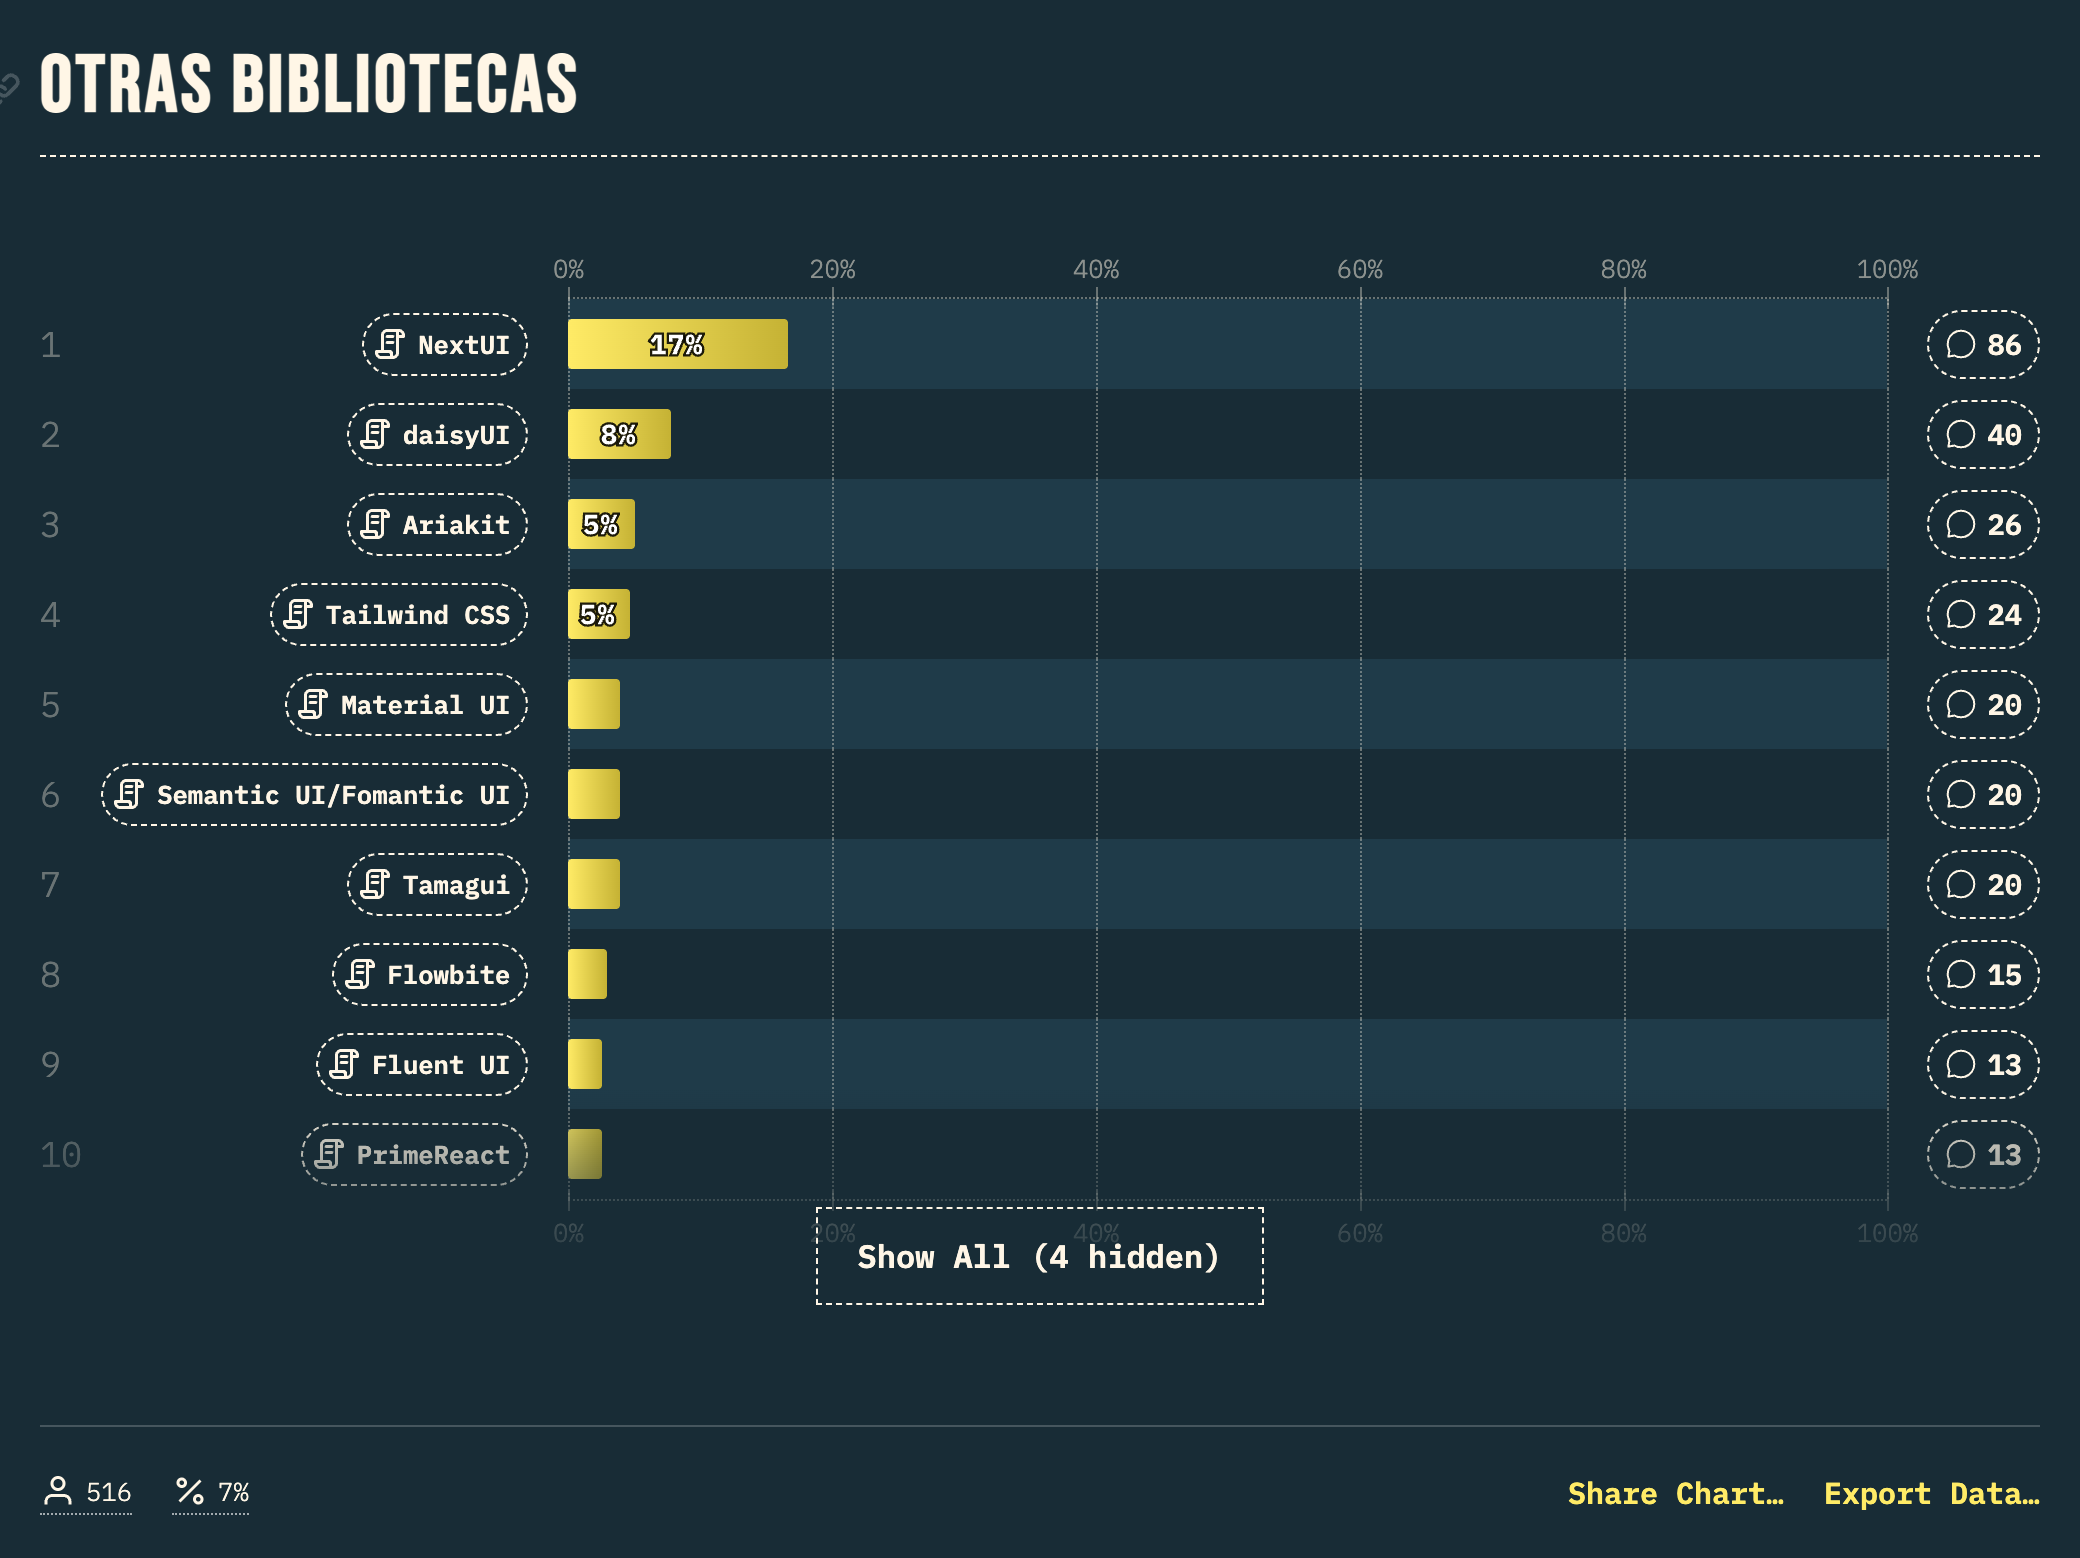 OTRAS BIBLIOTECAS
0% 20% 40% 60% 80% 100%
1 NextUI 17% 86
2 daisyUI 8% 40
3 Ariakit 5% 26
4 Tailwind CSS 5% 24
5 Material UI 20
6 Semantic UI/Fomantic UI 20
7 Tamagui 20
8 Flowbite 15
9 Fluent UI 13
10 PrimeReact 13
0% 20% 40% 60% 80% 100%
Show All (4 hidden)
516 7% Share Chart… Export Data…